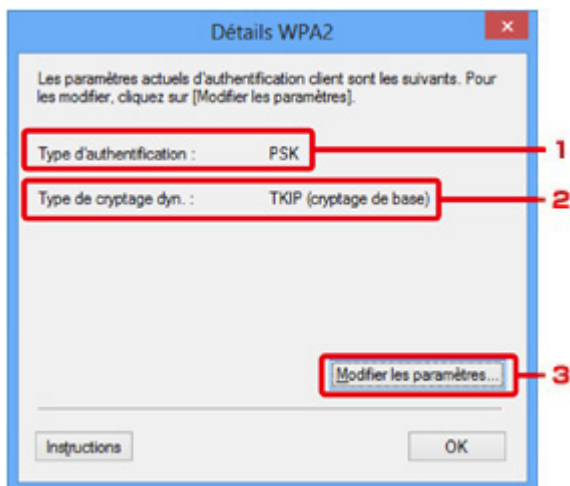 Détails WPA2
Les paramètres actuels d'authentification client sont les suivants. Pour
les modifier, cliquez sur [Modifier les paramètres].
Type d'authentification : PSK 1
Type de cryptage dyn. : TKIP (cryptage de base) 2
Modifier les paramètres... 3
Instructions OK